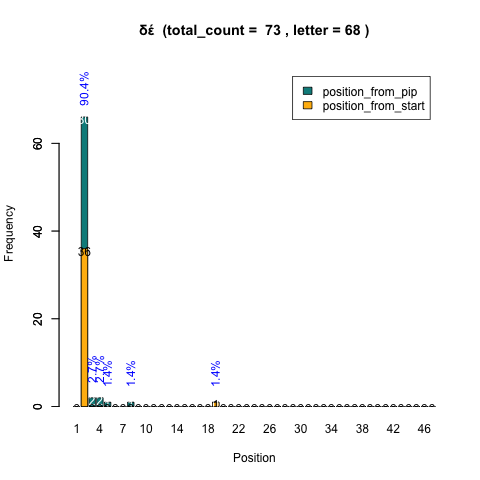 δέ (total_count = 73 , letter = 68 )
position_from_pip
position_from_start
90.4%
30
36
2.7%
2.7%
1.4%
1.4%
1.4%
1
Frequency
0
20
40
60
1 4 7 10 14 18 22 26 30 34 38 42 46
Position